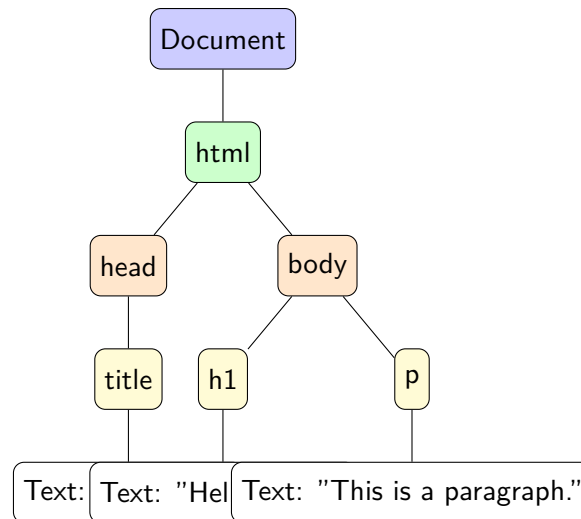 Document
html
head
body
title
h1
p
Text:
Text: "Hel
Text: "This is a paragraph."